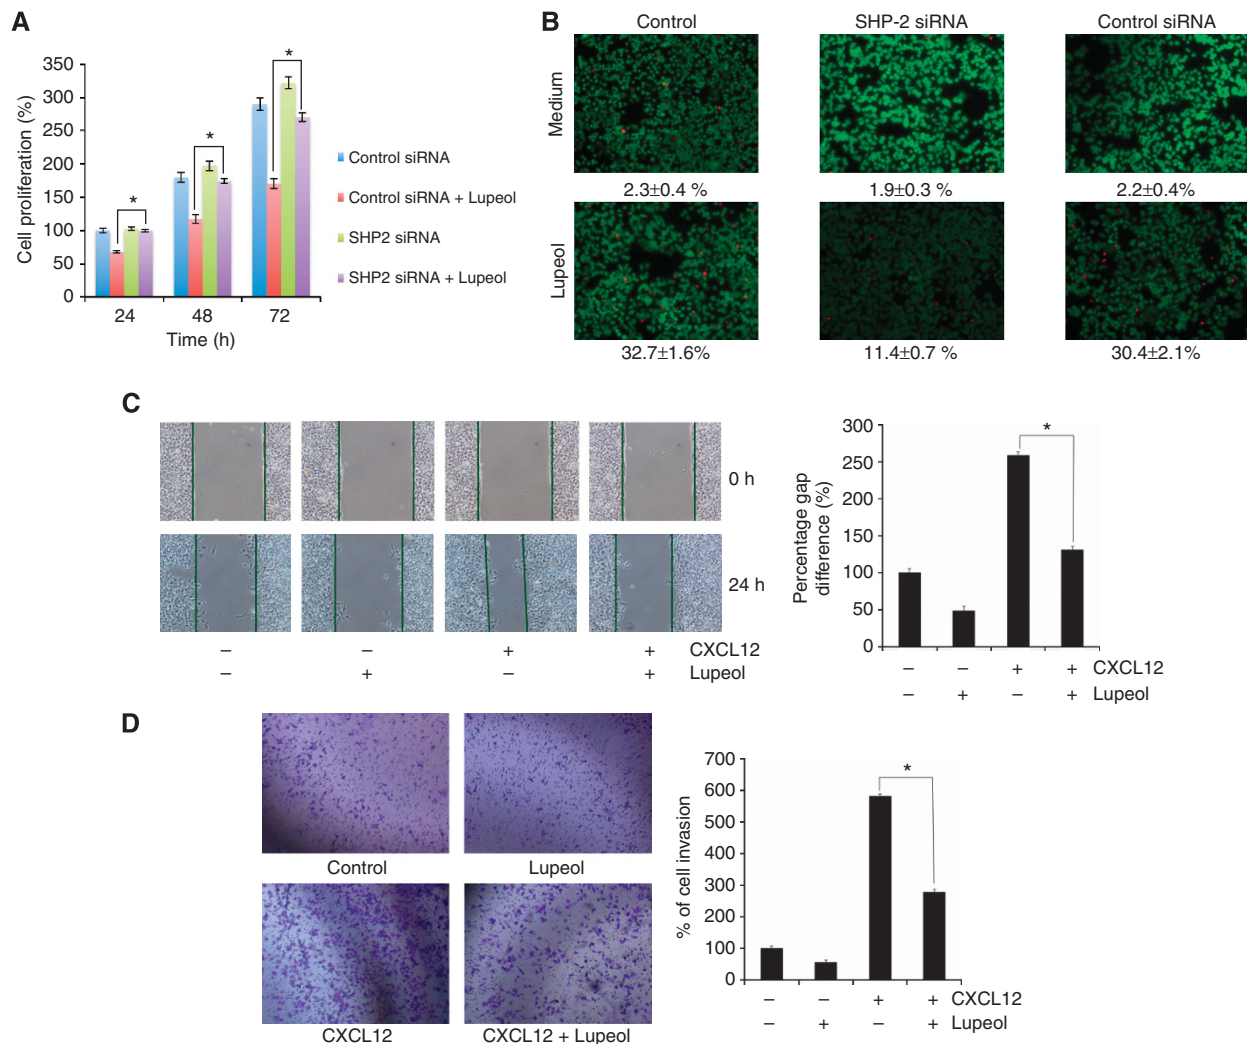 A
350
300
250
200
150
100
50
0
Cell proliferation (%)
*
*
*
24
48
72
Time (h)
Control siRNA
Control siRNA + Lupeol
SHP2 siRNA
SHP2 siRNA + Lupeol
B
Control
SHP-2 siRNA
Control siRNA
Medium
2.3±0.4 %
1.9±0.3 %
2.2±0.4%
Lupeol
32.7±1.6%
11.4±0.7 %
30.4±2.1%
C
0 h
24 h
– – + + CXCL12
– + – + Lupeol
Percentage gap
difference (%)
300
250
200
150
100
50
0
*
– – + + CXCL12
– + – + Lupeol
D
Control
Lupeol
CXCL12
CXCL12 + Lupeol
% of cell invasion
700
600
500
400
300
200
100
0
*
– – + + CXCL12
– + – + Lupeol